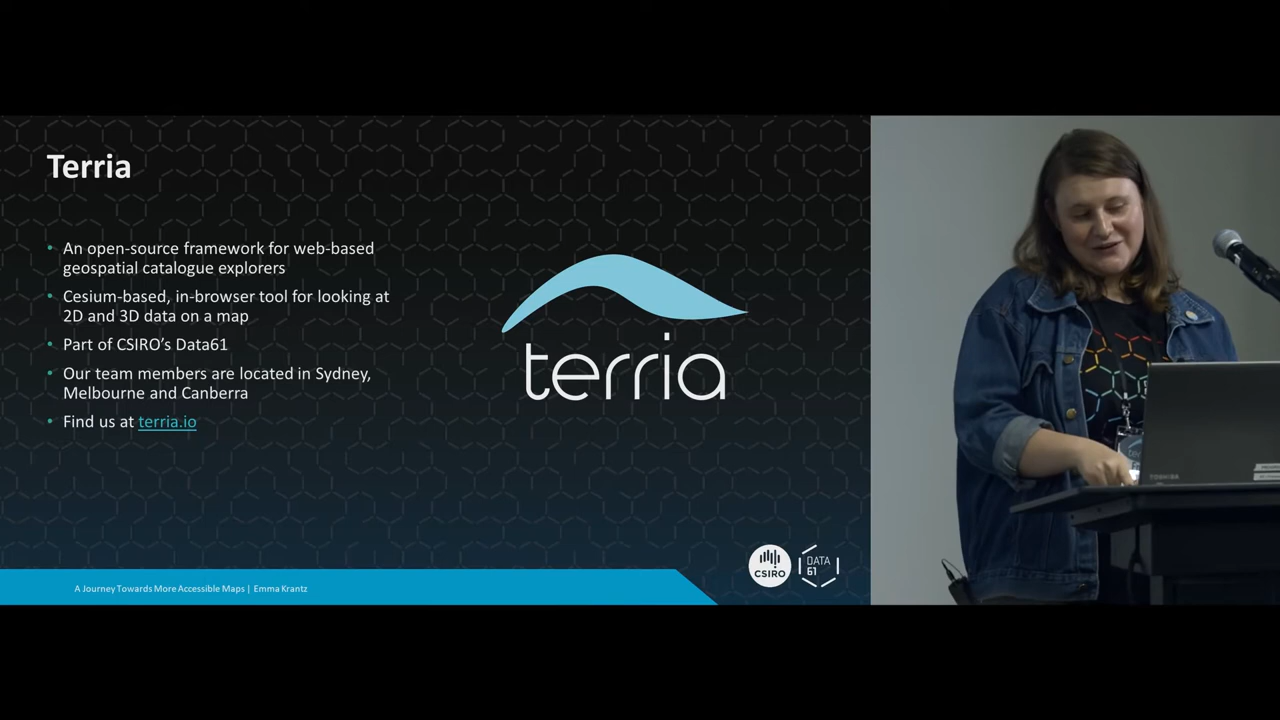 Terria
• An open-source framework for web-based
geospatial catalogue explorers
• Cesium-based, in-browser tool for looking at
2D and 3D data on a map
• Part of CSIRO’s Data61
• Our team members are located in Sydney,
Melbourne and Canberra
• Find us at terria.io
terria
CSIRO
DATA
61
A Journey Towards More Accessible Maps | Emma Krantz
TOSHIBA